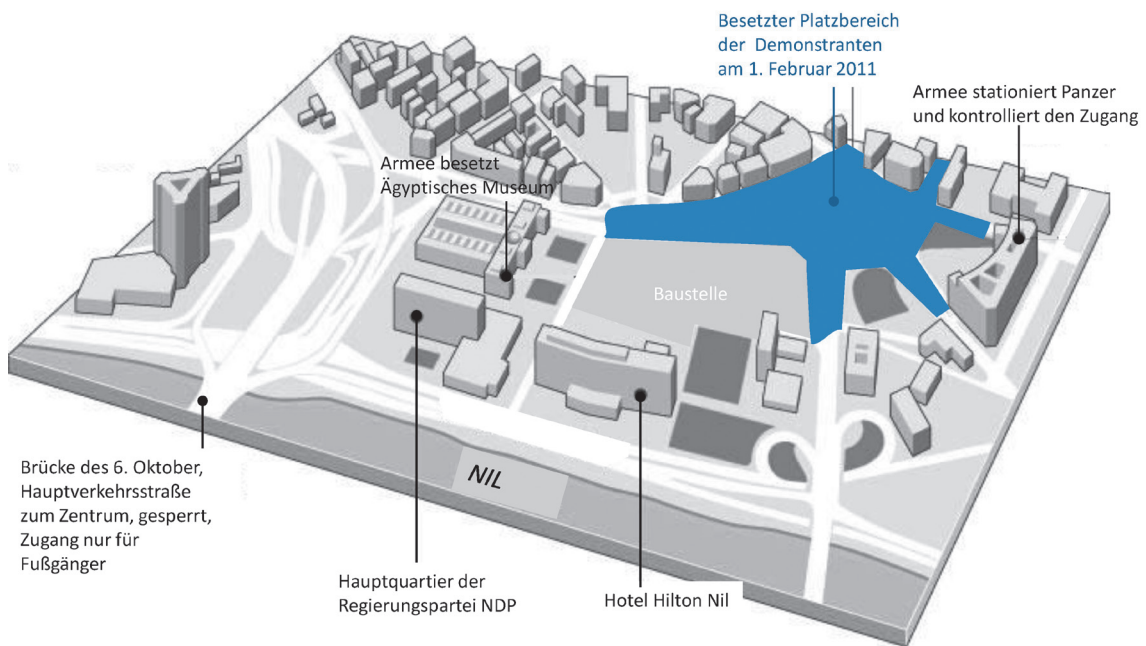 Besetzter Platzbereich
der Demonstranten
am 1. Februar 2011
Armee stationiert Panzer
und kontrolliert den Zugang
Armee besetzt
Ägyptisches Museum
Baustelle
Brücke des 6. Oktober,
Hauptverkehrsstraße
zum Zentrum, gesperrt,
Zugang nur für
Fußgänger
NIL
Hauptquartier der
Regierungspartei NDP
Hotel Hilton Nil